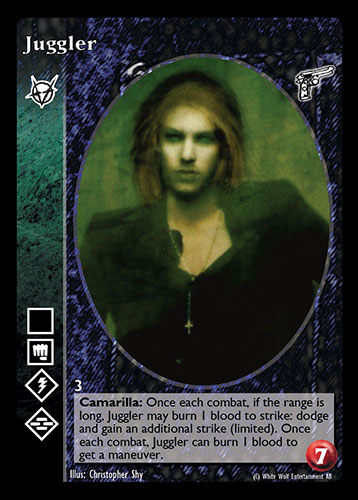 Juggler
3
Camarilla: Once each combat, if the range is
long, Juggler may burn 1 blood to strike: dodge
and gain an additional strike (limited). Once
each combat, Juggler can burn 1 blood to
get a maneuver.
7
Illus: Christopher Shy
(C) White Wolf Entertainment AB